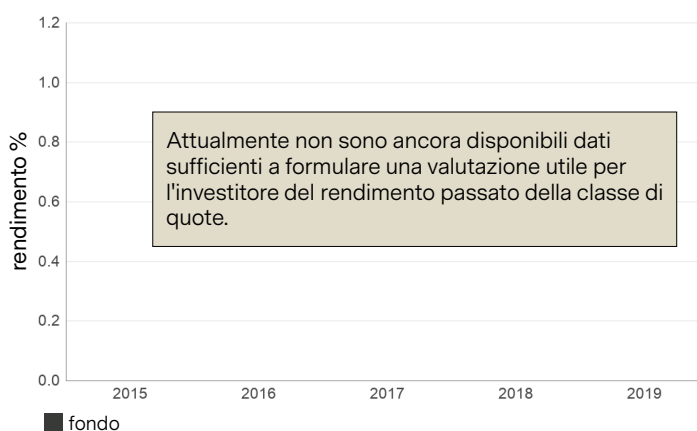 1.2
1.0
0.8
0.6
0.4
0.2
0.0
rendimento %
Attualmente non sono ancora disponibili dati
sufficienti a formulare una valutazione utile per
l'investitore del rendimento passato della classe di
quote.
2015 2016 2017 2018 2019
fondo